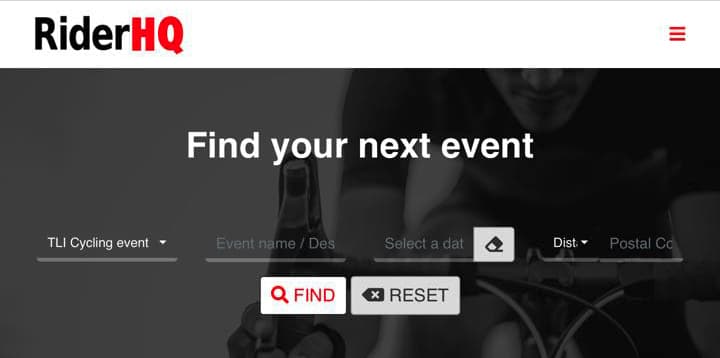 RiderHQ
Find your next event
TLI Cycling event
Event name / Des
Select a dat
Dist
Postal Co
FIND
RESET